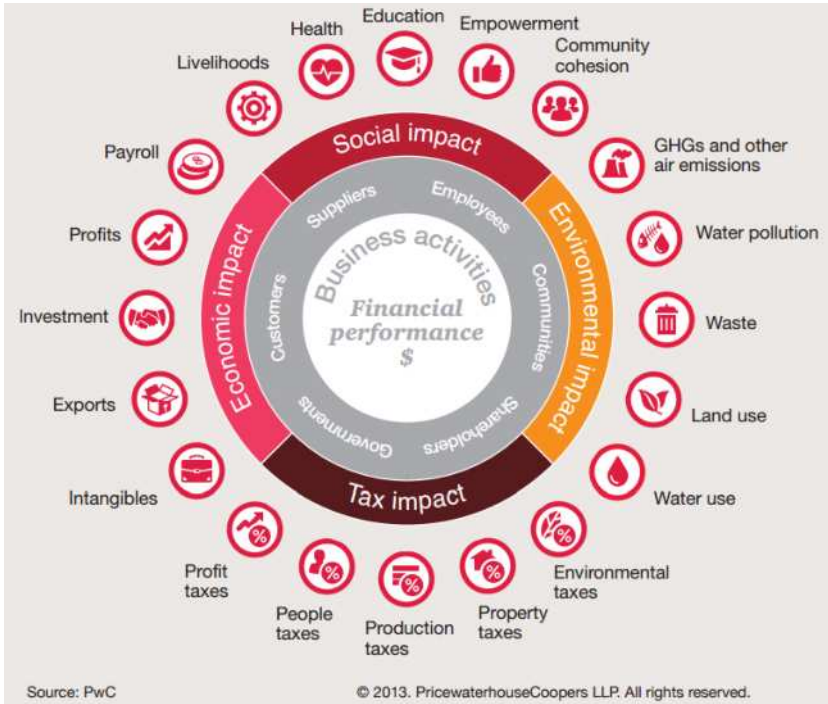 Education
Health
Empowerment
Community
cohesion
Livelihoods
Payroll
GHGs and other
air emissions
Profits
Water pollution
Investment
Waste
Exports
Land use
Intangibles
Water use
Profit
taxes
People
taxes
Production
taxes
Property
taxes
Environmental
taxes
Social impact
Environmental impact
Tax impact
Economic impact
Suppliers
Employees
Communities
Shareholders
Governments
Customers
Business activities
Financial
performance
$
Source: PwC
© 2013. PricewaterhouseCoopers LLP. All rights reserved.